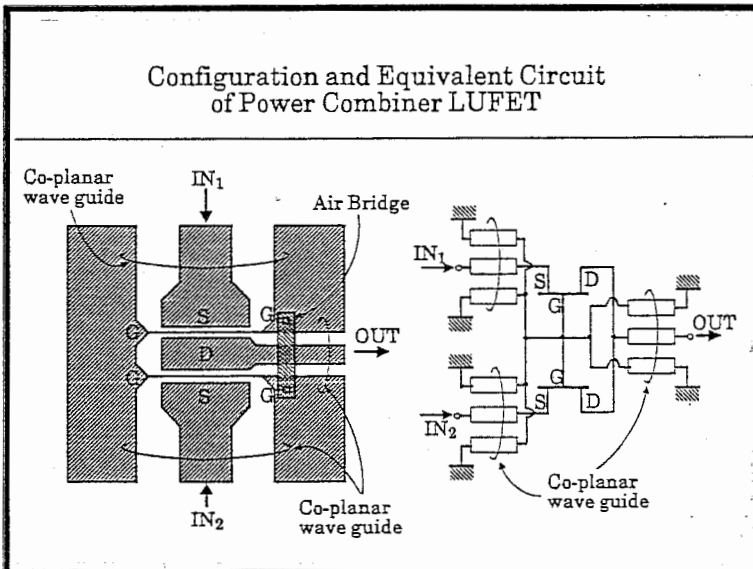 Configuration and Equivalent Circuit
of Power Combiner LUFET
Co-planar
wave guide
IN1
Air Bridge
S
G
G
D
OUT
G
S
G
IN2
Co-planar
wave guide
IN1
S
D
G
OUT
G
S
D
IN2
Co-planar
wave guide